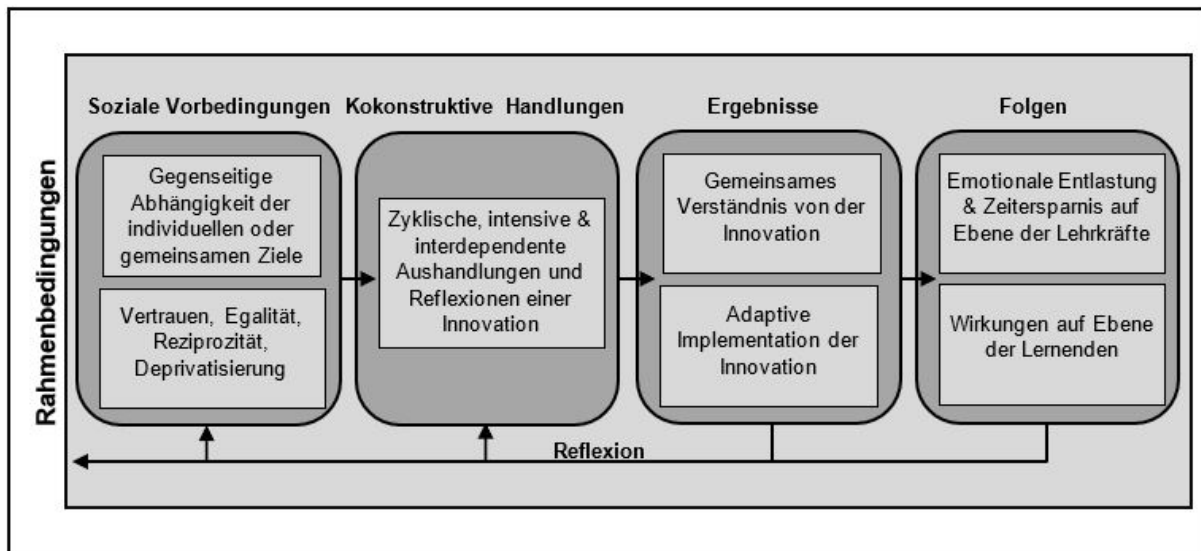 Rahmenbedingungen
Soziale Vorbedingungen
Gegenseitige
Abhängigkeit der
individuellen oder
gemeinsamen Ziele
Vertrauen, Egalität,
Reziprozität,
Deprivatisierung
Kokonstruktive Handlungen
Zyklische, intensive &
interdependente
Aushandlungen und
Reflexionen einer
Innovation
Ergebnisse
Gemeinsames
Verständnis von der
Innovation
Adaptive
Implementation der
Innovation
Folgen
Emotionale Entlastung
& Zeitersparnis auf
Ebene der Lehrkräfte
Wirkungen auf Ebene
der Lernenden
Reflexion